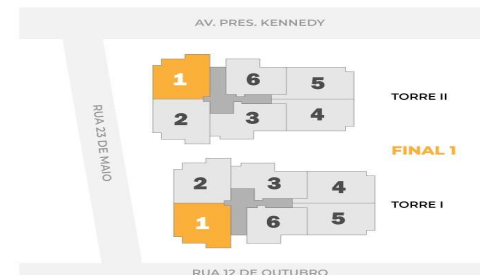 AV. PRES. KENNEDY
1 6 5
TORRE II
2 3 4
RUA 23 DE MAIO
FINAL 1
2 3 4
TORRE I
1 6 5
RUA 12 DE OUTUBRO